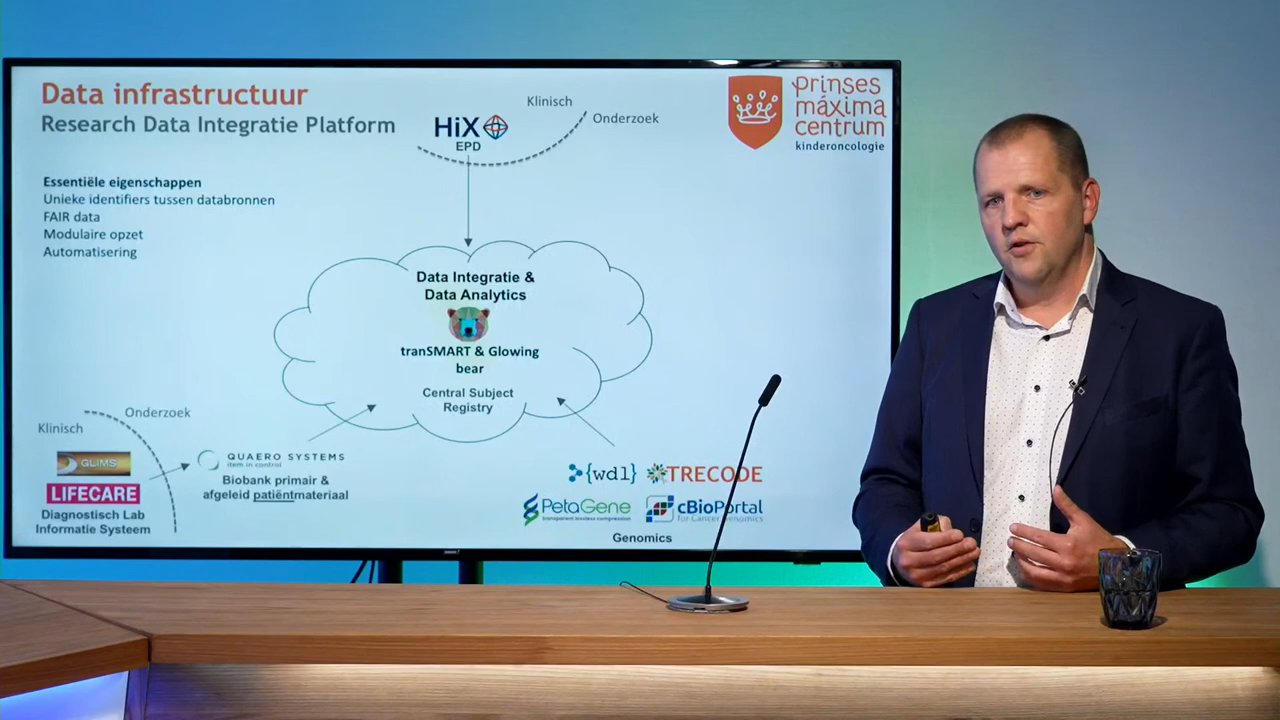 Data infrastructuur
Research Data Integratie Platform
Essentiële eigenschappen
Unieke identifiers tussen databronnen
FAIR data
Modulaire opzet
Automatisering
HiX
EPD
Klinisch
Onderzoek
prinses
máxima
centrum
kinderoncologie
Data Integratie &
Data Analytics
tranSMART & Glowing
bear
Central Subject
Registry
Onderzoek
Klinisch
GLIMS
LIFECARE
Diagnostisch Lab
Informatie Systeem
QUAERO SYSTEMS
item in control
Biobank primair &
afgeleid patiëntmateriaal
{wdl}
TRECODE
PetaGene
transparent lossless compression
cBioPortal
for Cancer Genomics
Genomics